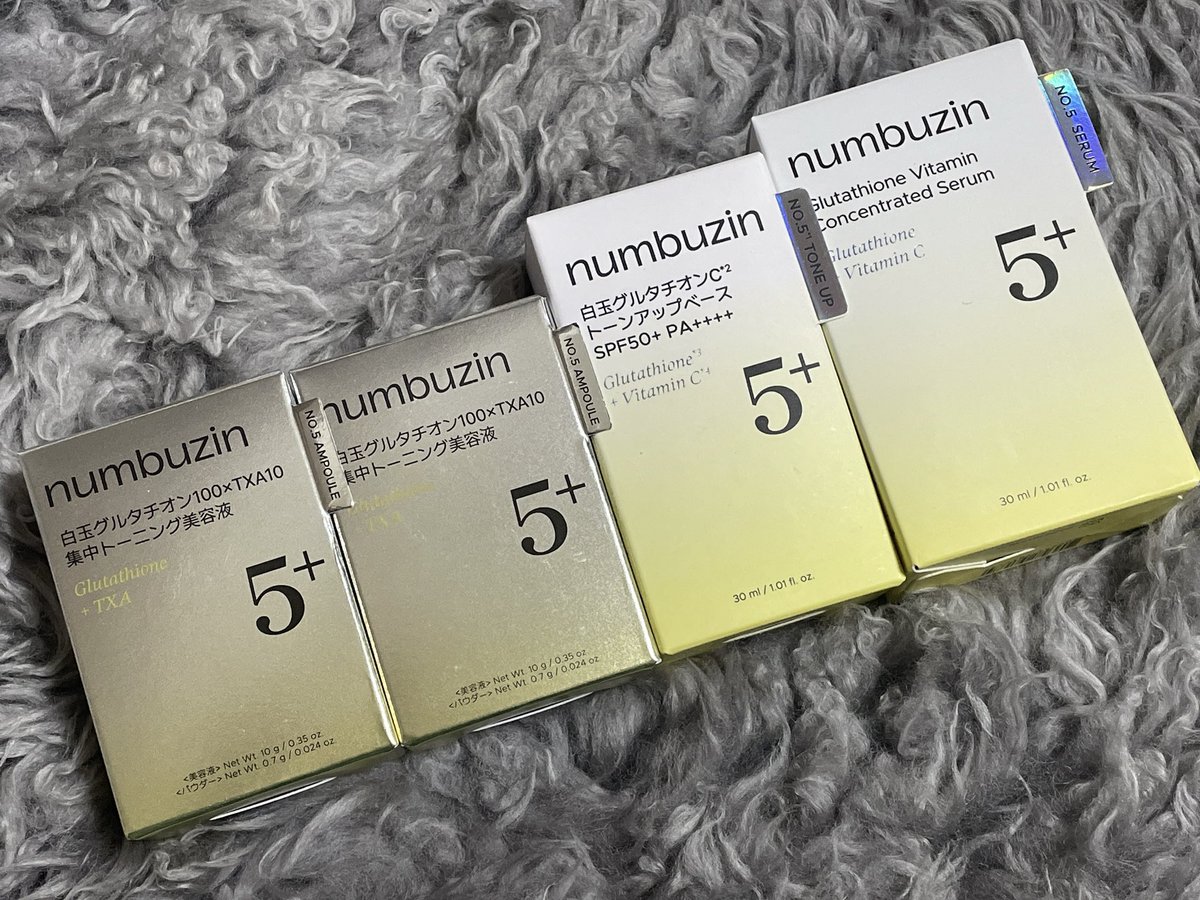 numbuzin
白玉グルタチオン100×TXA10
集中トーニング美容液
Glutathione
+ TXA
5+
<美容液> Net Wt. 10 g / 0.35 oz.
<パウダー> Net Wt. 0.7 g / 0.024 oz.
NO.5 AMPOULE
numbuzin
白玉グルタチオン100×TXA10
集中トーニング美容液
+ TXA
5+
<美容液> Net Wt. 10 g / 0.35 oz.
<パウダー> Net Wt. 0.7 g / 0.024 oz.
NO.5 AMPOULE
numbuzin
白玉グルタチオンC*2
トーンアップベース
SPF50+ PA++++
Glutathione*3
+ Vitamin C*4
5+
30 ml / 1.01 fl. oz.
NO.5*1 TONE UP
numbuzin
Glutathione Vitamin
Concentrated Serum
Glutathione
Vitamin C
5+
30 ml / 1.01 fl. oz.
NO.5 SERUM